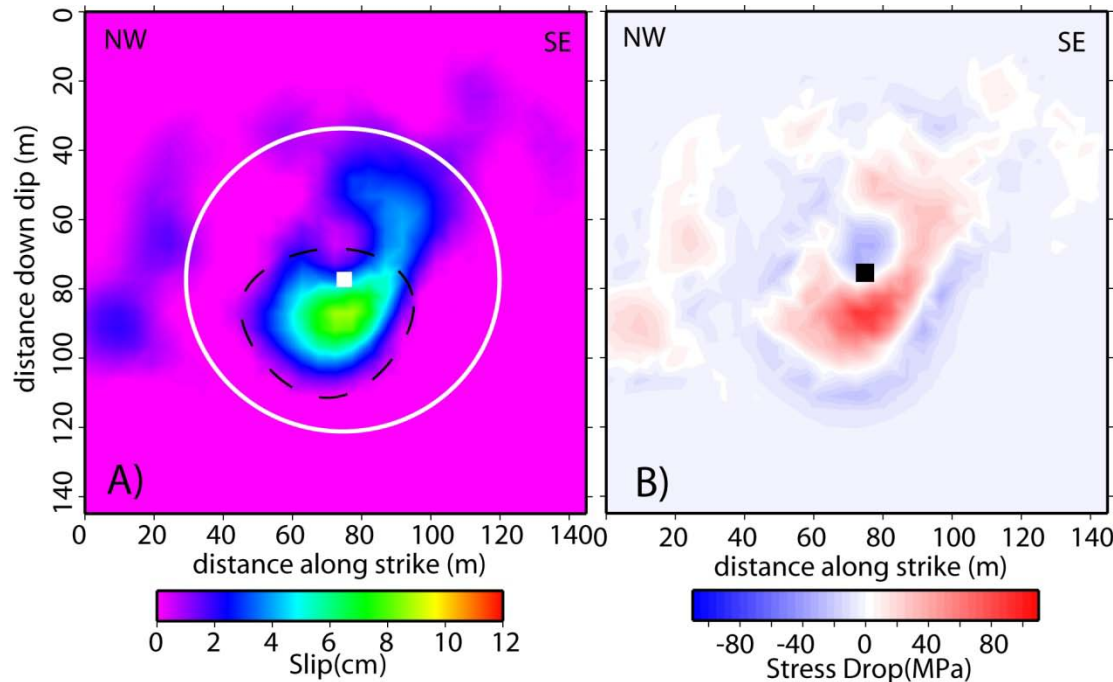 NW SE
NW SE
0
20
40
60
80
100
120
140
distance down dip (m)
A)
B)
0 20 40 60 80 100 120 140
0 20 40 60 80 100 120 140
distance along strike (m)
distance along strike (m)
0 2 4 6 8 10 12
Slip(cm)
-80 -40 0 40 80
Stress Drop(MPa)